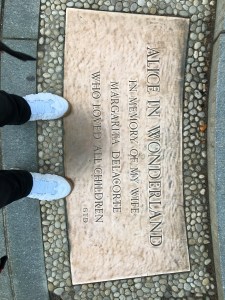 ALICE IN WONDERLAND
IN MEMORY OF MY WIFE
MARGARITA DELACORTE
WHO LOVED ALL CHILDREN